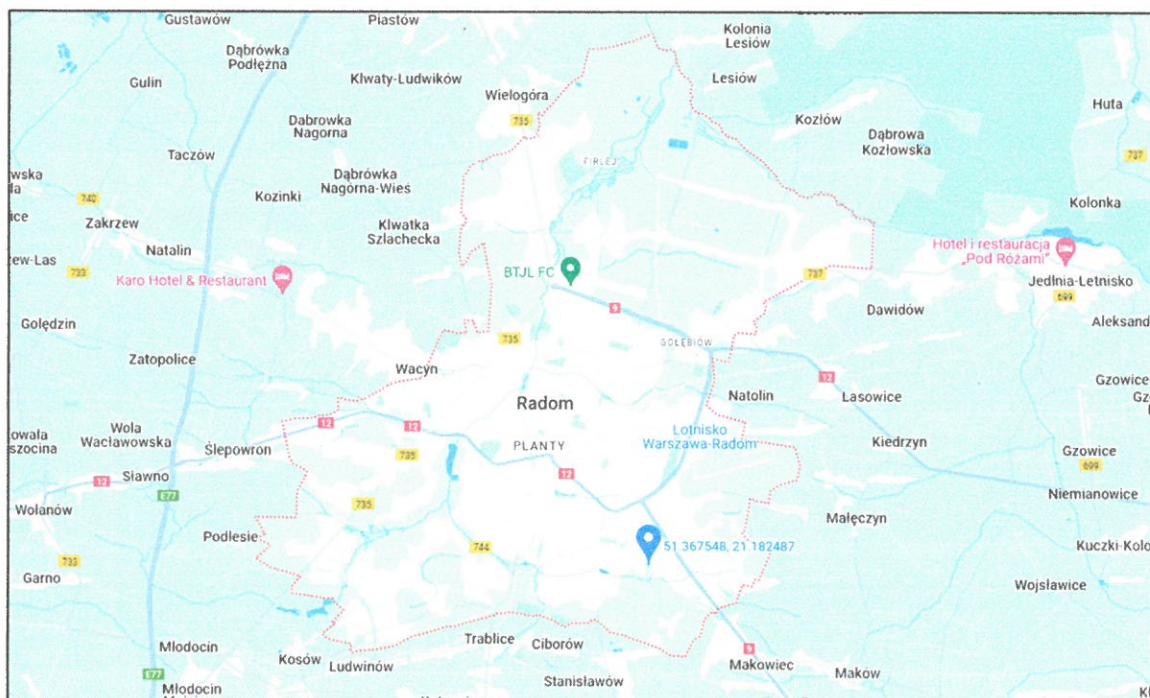 Gustawów
Piastów
Kolonia
Lesiów
Dąbrówka
Podłężna
Klwaty-Ludwików
Lesiów
Gulin
Wielogóra
735
Huta
Dabrowka
Nagorna
Kozłów
Dąbrowa
Kozłowska
Taczów
FIRLEJ
737
Dąbrówka
Nagórna-Wieś
740
Kozinki
Kolonka
Zakrzew
Klwatka
Szlachecka
Natalin
Hotel i restauracja
„Pod Różami”
733
BTJL FC
737
Karo Hotel & Restaurant
Jedlnia-Letnisko
699
9
Dawidów
Golędzin
Aleksand
735
GOŁĘBIÓW
Zatopolice
Wacyn
12
Gzowice
Radom
Natolin
Lasowice
12
12
Wola
Wacławowska
Lotnisko
Warszawa-Radom
Kiedrzyn
Ślepowron
PLANTY
735
Gzowice
699
Sławno
12
12
E77
Niemianowice
Wolanów
735
Małęczyn
Podlesie
744
51 367548, 21 182487
Kuczki-Kolo
733
Garno
Wojsławice
Młodocin
Trablice
Ciborów
9
Kosów
Ludwinów
Makowiec
Maków
E77
Stanisławów
Młodocin